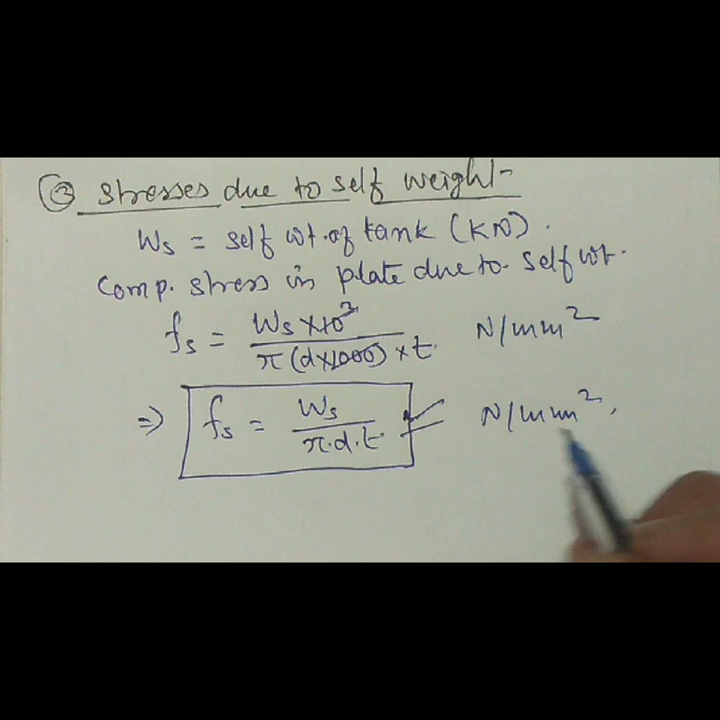 ③ Stresses due to self weight-
Ws = self wt. of tank (KN).
Comp. stress in plate due to self wt.
fs = Ws×10³ / π(d×1000)×t N/mm²
⇒ fs = Ws / π.d.t N/mm².